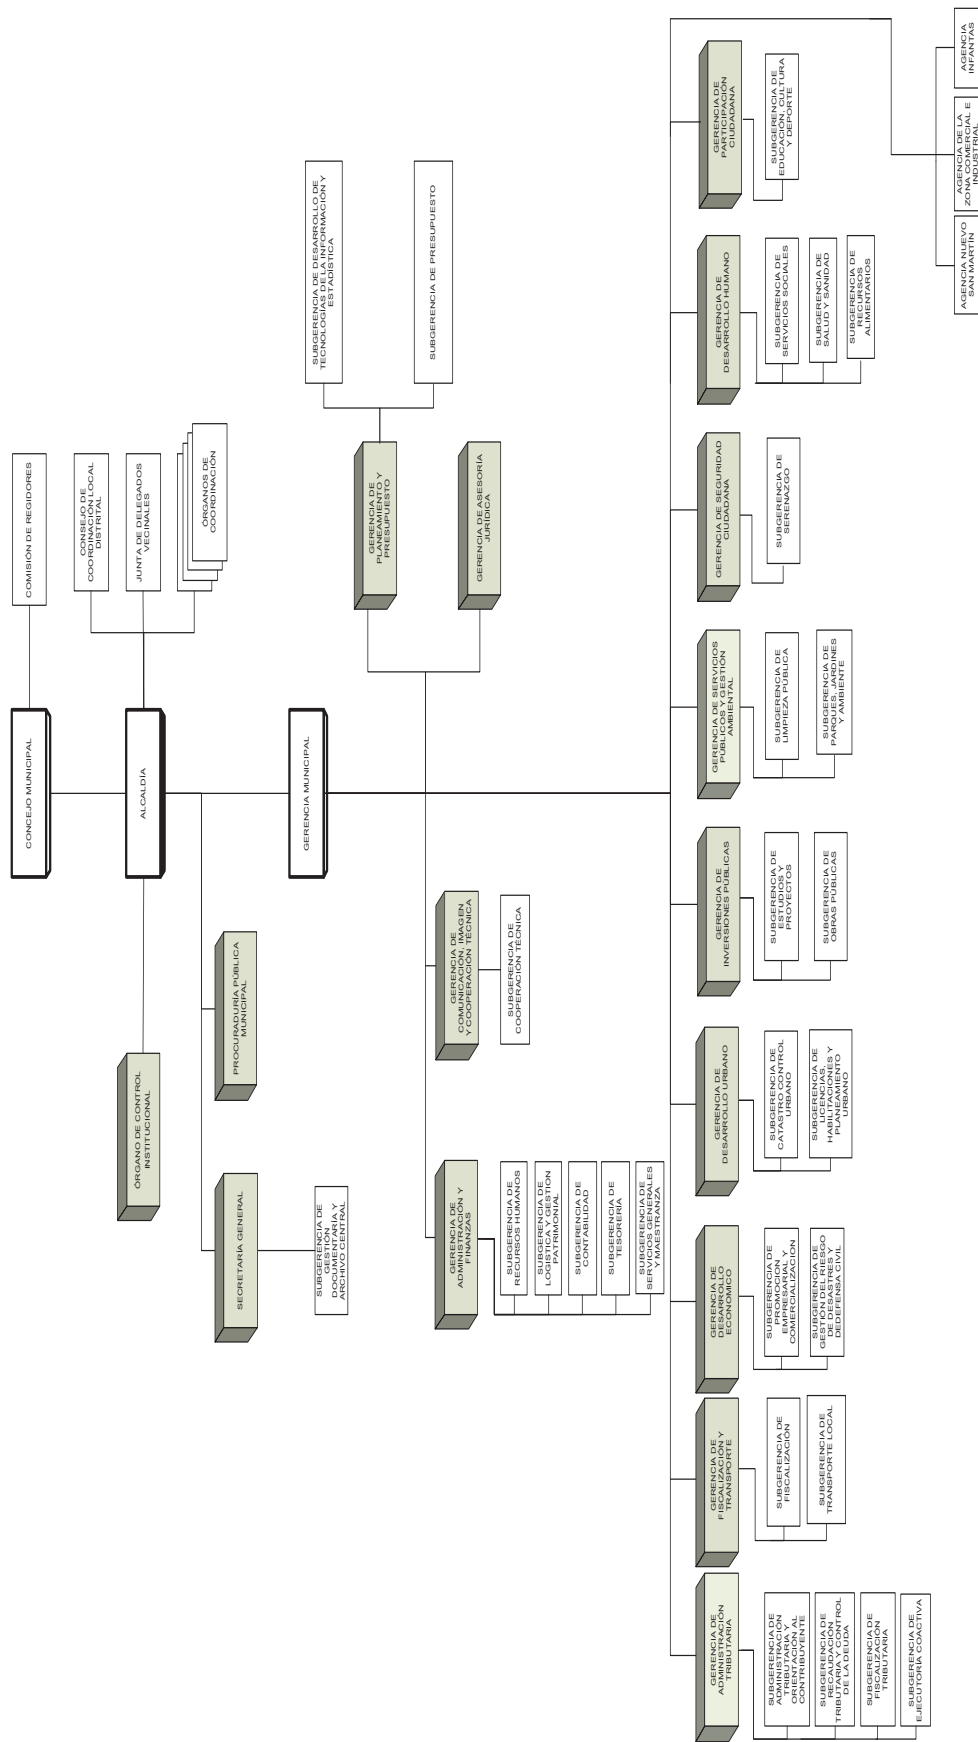 CONCEJO MUNICIPAL
COMISIÓN DE REGIDORES
ALCALDÍA
CONSEJO DE
COORDINACIÓN LOCAL
DISTRITAL
JUNTA DE DELEGADOS
VECINALES
ÓRGANOS DE
COORDINACIÓN
ÓRGANO DE CONTROL
INSTITUCIONAL
SECRETARÍA GENERAL
SUBGERENCIA DE
GESTIÓN
DOCUMENTARIA Y
ARCHIVO CENTRAL
PROCURADURÍA PÚBLICA
MUNICIPAL
GERENCIA MUNICIPAL
GERENCIA DE
PLANEAMIENTO Y
PRESUPUESTO
SUBGERENCIA DE DESARROLLO DE
TECNOLOGÍAS DE LA INFORMACIÓN Y
ESTADÍSTICA
SUBGERENCIA DE PRESUPUESTO
GERENCIA DE ASESORÍA
JURÍDICA
GERENCIA DE
ADMINISTRACIÓN Y
FINANZAS
SUBGERENCIA DE
RECURSOS HUMANOS
SUBGERENCIA DE
LOGISTICA Y GESTION
PATRIMONIAL
SUBGERENCIA DE
CONTABILIDAD
SUBGERENCIA DE
TESORERÍA
SUBGERENCIA DE
SERVICIOS GENERALES
Y MAESTRANZA
GERENCIA DE
COMUNICACIÓN, IMAGEN
Y COOPERACIÓN TÉCNICA
SUBGERENCIA DE
COOPERACIÓN TÉCNICA
GERENCIA DE
ADMINISTRACIÓN
TRIBUTARIA
SUBGERENCIA DE
ADMINISTRACIÓN
TRIBUTARIA Y
ORIENTACIÓN AL
CONTRIBUYENTE
SUBGERENCIA DE
RECAUDACIÓN
TRIBUTARIA Y CONTROL
DE LA DEUDA
SUBGERENCIA DE
FISCALIZACIÓN
TRIBUTARIA
SUBGERENCIA DE
EJECUTORÍA COACTIVA
GERENCIA DE
FISCALIZACIÓN Y
TRANSPORTE
SUBGERENCIA DE
FISCALIZACIÓN
SUBGERENCIA DE
TRANSPORTE LOCAL
GERENCIA DE
DESARROLLO
ECONOMICO
SUBGERENCIA DE
PROMOCION
EMPRESARIAL Y
COMERCIALIZACION
SUBGERENCIA DE
GESTIÓN DEL RIESGO
DE DESASTRES Y
DEDEFENSA CIVIL
GERENCIA DE
DESARROLLO URBANO
SUBGERENCIA DE
CATASTRO CONTROL
URBANO
SUBGERENCIA DE
LICENCIAS,
HABILITACIONES Y
PLANEAMIENTO
URBANO
GERENCIA DE
INVERSIONES PÚBLICAS
SUBGERENCIA DE
ESTUDIOS Y
PROYECTOS
SUBGERENCIA DE
OBRAS PÚBLICAS
GERENCIA DE SERVICIOS
PÚBLICOS Y GESTIÓN
AMBIENTAL
SUBGERENCIA DE
LIMPIEZA PÚBLICA
SUBGERENCIA DE
PARQUES, JARDINES
Y AMBIENTE
GERENCIA DE SEGURIDAD
CIUDADANA
SUBGERENCIA DE
SERENAZGO
GERENCIA DE
DESARROLLO HUMANO
SUBGERENCIA DE
SERVICIOS SOCIALES
SUBGERENCIA DE
SALUD Y SANIDAD
SUBGERENCIA DE
RECURSOS
ALIMENTARIOS
GERENCIA DE
PARTICIPACIÓN
CIUDADANA
SUBGERENCIA DE
EDUCACIÓN, CULTURA
Y DEPORTE
AGENCIA NUEVO
SAN MARTÍN
AGENCIA DE LA
ZONA COMERCIAL E
INDUSTRIAL
AGENCIA
INFANTAS